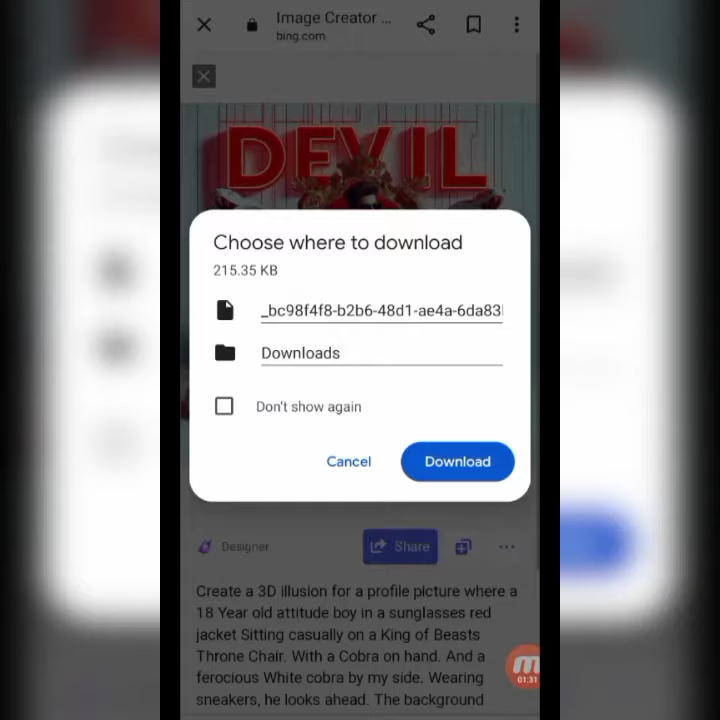 Image Creator ...
bing.com
DEVIL
Choose where to download
215.35 KB
_bc98f4f8-b2b6-48d1-ae4a-6da83
Downloads
Don't show again
Cancel
Download
Designer
Share
Create a 3D illusion for a profile picture where a
18 Year old attitude boy in a sunglasses red
jacket Sitting casually on a King of Beasts
Throne Chair. With a Cobra on hand. And a
ferocious White cobra by my side. Wearing
sneakers, he looks ahead. The background
01:31